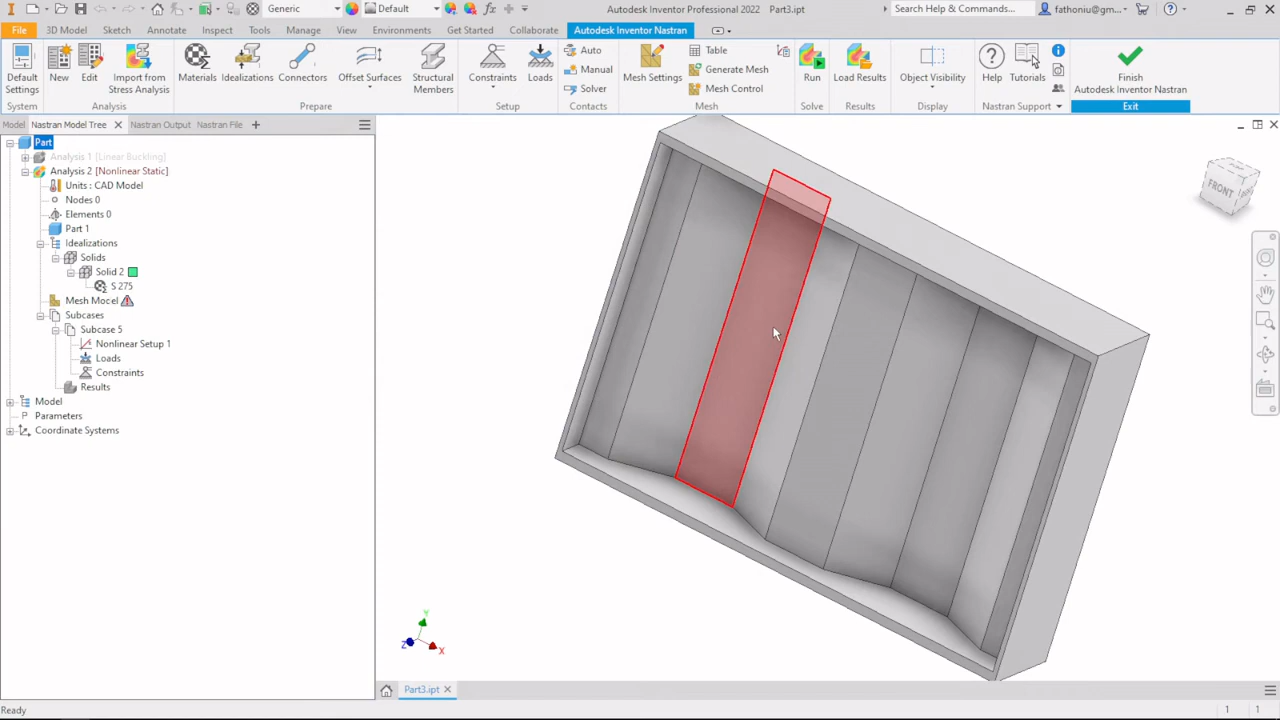 Generic
Default
Autodesk Inventor Professional 2022 Part3.ipt
Search Help & Commands...
fathoniu@gm...
File
3D Model
Sketch
Annotate
Inspect
Tools
Manage
View
Environments
Get Started
Collaborate
Autodesk Inventor Nastran
Default Settings
New
Edit
Import from Stress Analysis
Materials
Idealizations
Connectors
Offset Surfaces
Structural Members
Constraints
Loads
Auto
Manual
Solver
Mesh Settings
Table
Generate Mesh
Mesh Control
Run
Load Results
Object Visibility
Help
Tutorials
Finish
Autodesk Inventor Nastran
System
Analysis
Prepare
Setup
Contacts
Mesh
Solve
Results
Display
Nastran Support
Exit
Model
Nastran Model Tree
Nastran Output
Nastran File
Part
Analysis 1 [Linear Buckling]
Analysis 2 [Nonlinear Static]
Units : CAD Model
Nodes 0
Elements 0
Part 1
Idealizations
Solids
Solid 2
S 275
Mesh Model
Subcases
Subcase 5
Nonlinear Setup 1
Loads
Constraints
Results
Model
Parameters
Coordinate Systems
FRONT
Y
Z
X
Part3.ipt
Ready
1 1